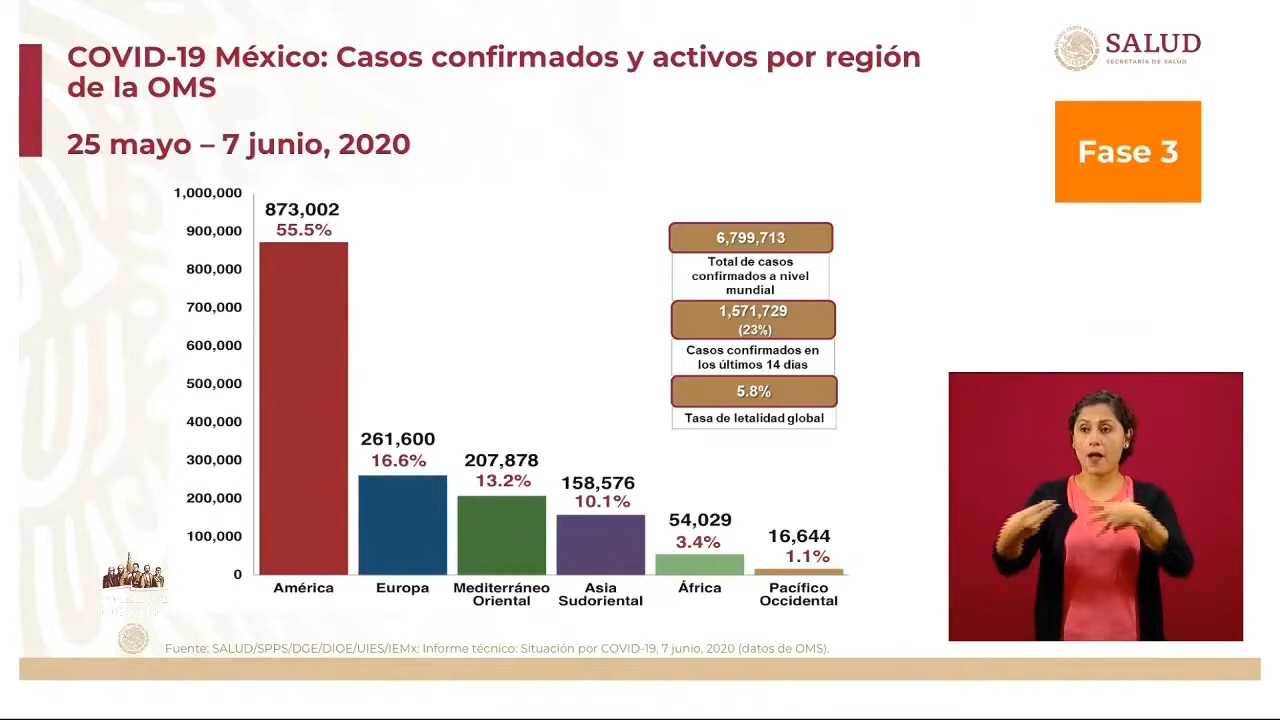 COVID-19 México: Casos confirmados y activos por región
de la OMS
25 mayo – 7 junio, 2020
SALUD
SECRETARÍA DE SALUD
Fase 3
1,000,000
900,000
800,000
700,000
600,000
500,000
400,000
300,000
200,000
100,000
0
873,002
55.5%
261,600
16.6%
207,878
13.2%
158,576
10.1%
54,029
3.4%
16,644
1.1%
América
Europa
Mediterráneo
Oriental
Asia
Sudoriental
África
Pacífico
Occidental
6,799,713
Total de casos
confirmados a nivel
mundial
1,571,729
(23%)
Casos confirmados en
los últimos 14 dias
5.8%
Tasa de letalidad global
Fuente: SALUD/SPPS/DGE/DIOE/UIES/IEMx: Informe técnico: Situación por COVID-19, 7 junio, 2020 (datos de OMS).